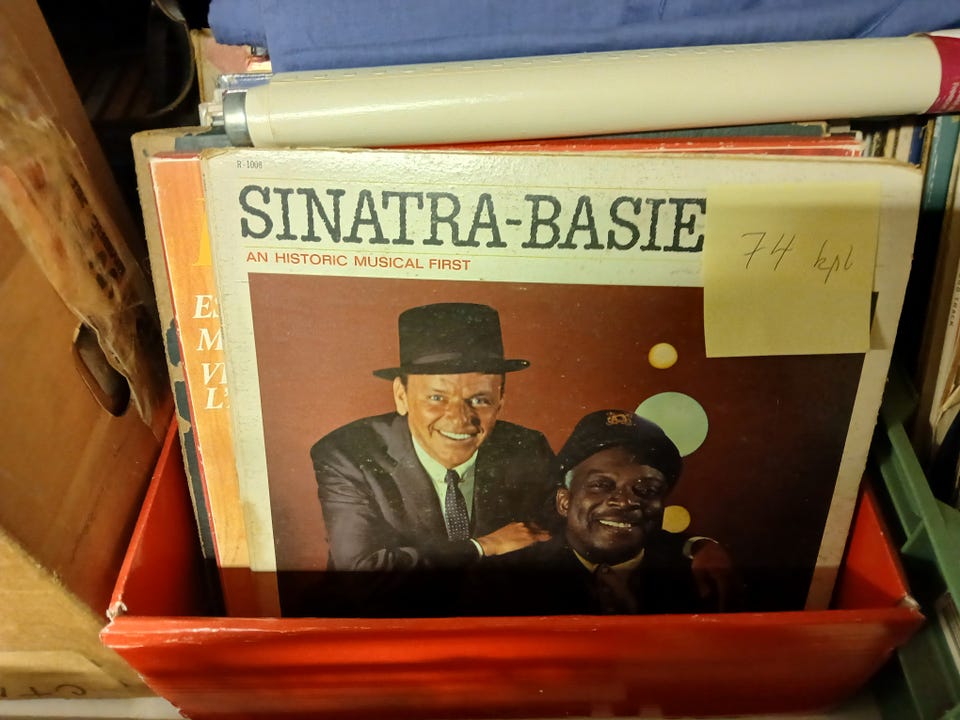 R-1008
SINATRA-BASIE
AN HISTORIC MUSICAL FIRST
74 kpl
E
M
V
L'